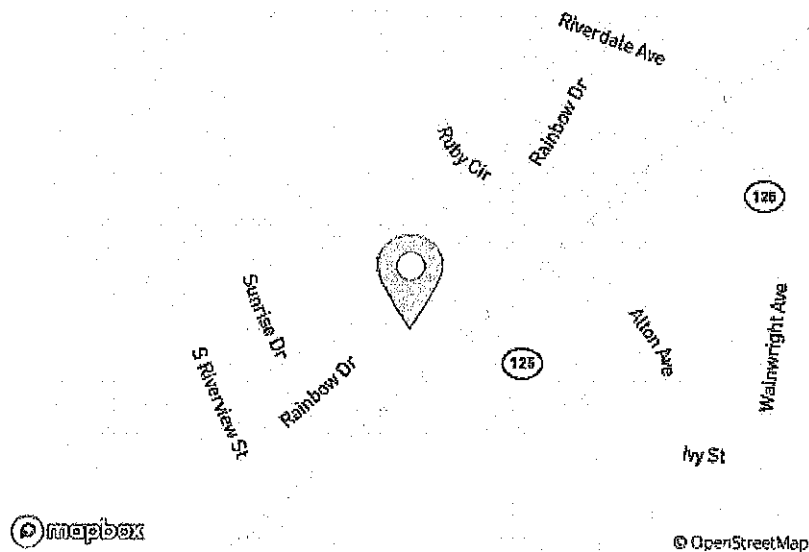 Riverdale Ave
Rainbow Dr
Ruby Cir
126
Sunrise Dr
Alton Ave
Wainwright Ave
S Riverview St
Rainbow Dr
126
Ivy St
mapbox
© OpenStreetMap